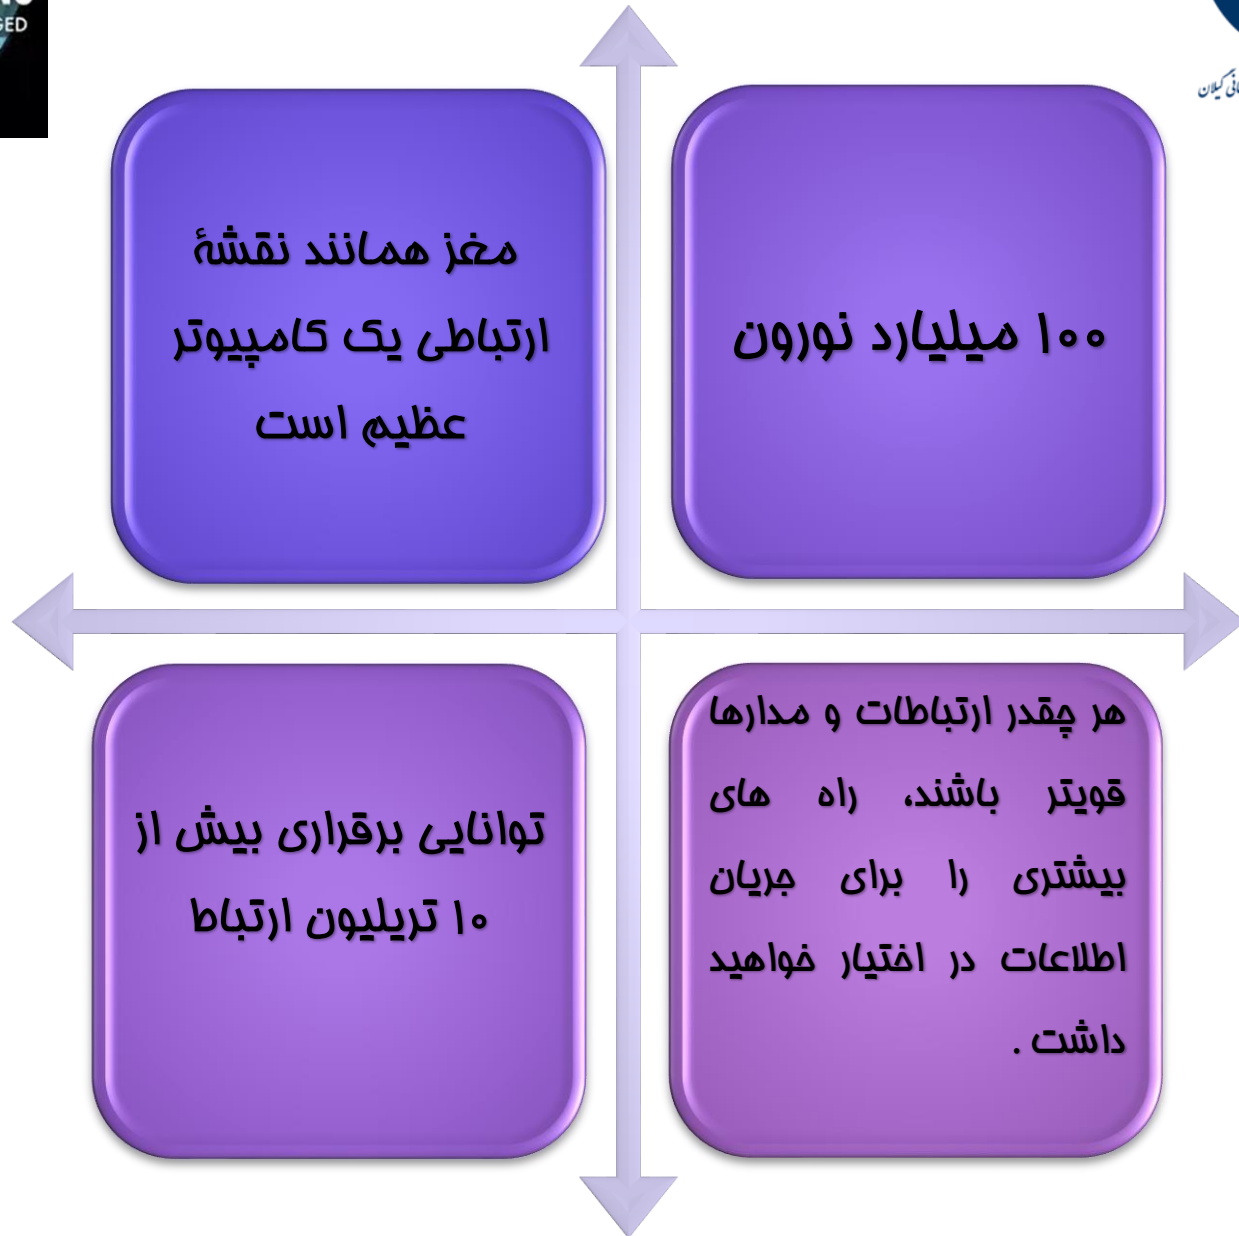 GED
۱۰۰ میلیارد نورون
مغز همانند نقشهٔ
ارتباطی یک کامپیوتر
عظیم است
هر چقدر ارتباطات و مدارها
قویتر باشند، راه های
بیشتری را برای جریان
اطلاعات در اختیار خواهید
داشت .
توانایی برقراری بیش از
۱۰ تریلیون ارتباط